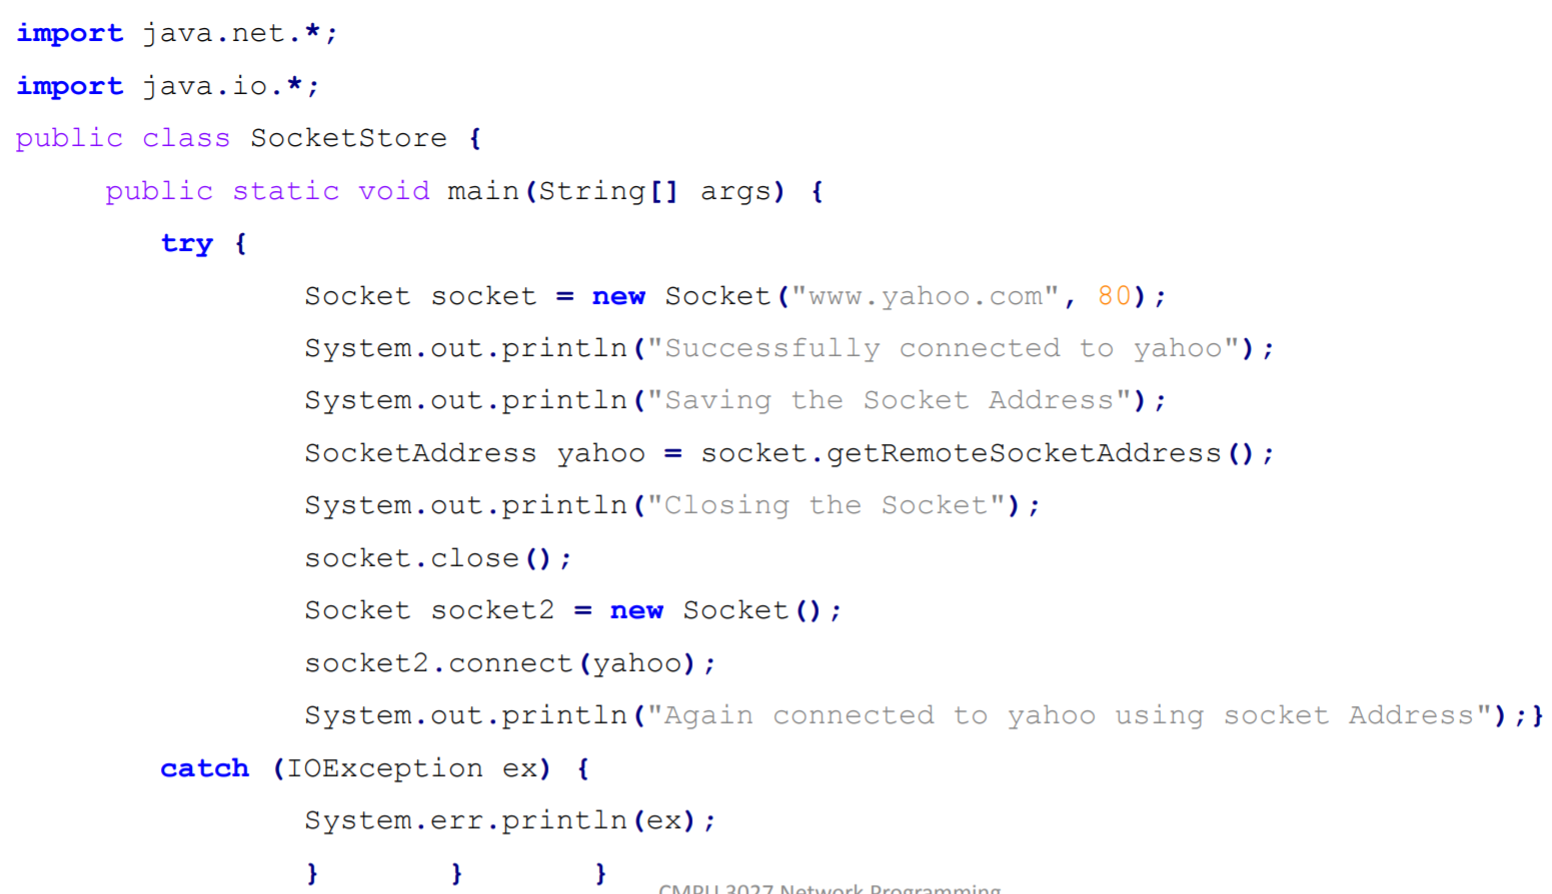 import java.net.*;
import java.io.*;
public class SocketStore {
public static void main(String[] args) {
try {
Socket socket = new Socket("www.yahoo.com", 80);
System.out.println("Successfully connected to yahoo");
System.out.println("Saving the Socket Address");
SocketAddress yahoo = socket.getRemoteSocketAddress();
System.out.println("Closing the Socket");
socket.close();
Socket socket2 = new Socket();
socket2.connect(yahoo);
System.out.println("Again connected to yahoo using socket Address");}
catch (IOException ex) {
System.err.println(ex);
} } }
CMPU 3027 Network Programming